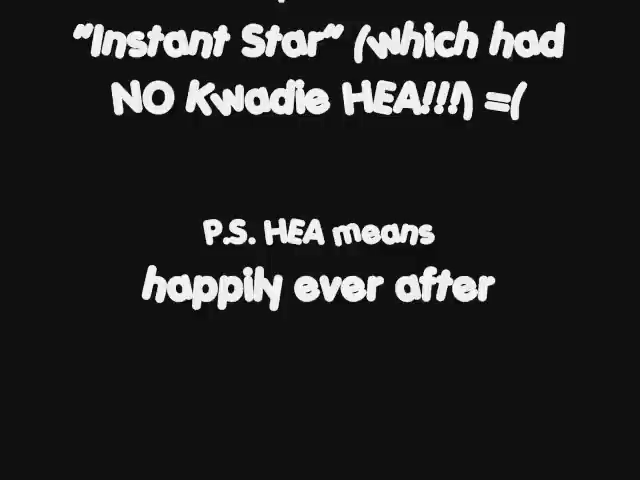 "Instant Star" (which had
NO Kwadie HEA!!!) =(
P.S. HEA means
happily ever after